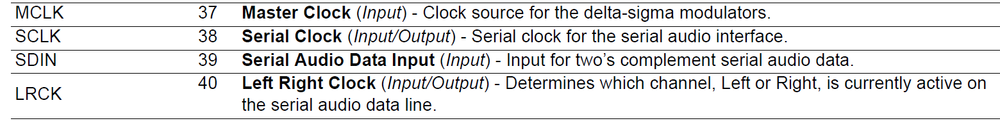 MCLK 37 Master Clock (Input) - Clock source for the delta-sigma modulators.
SCLK 38 Serial Clock (Input/Output) - Serial clock for the serial audio interface.
SDIN 39 Serial Audio Data Input (Input) - Input for two's complement serial audio data.
LRCK 40 Left Right Clock (Input/Output) - Determines which channel, Left or Right, is currently active on
the serial audio data line.